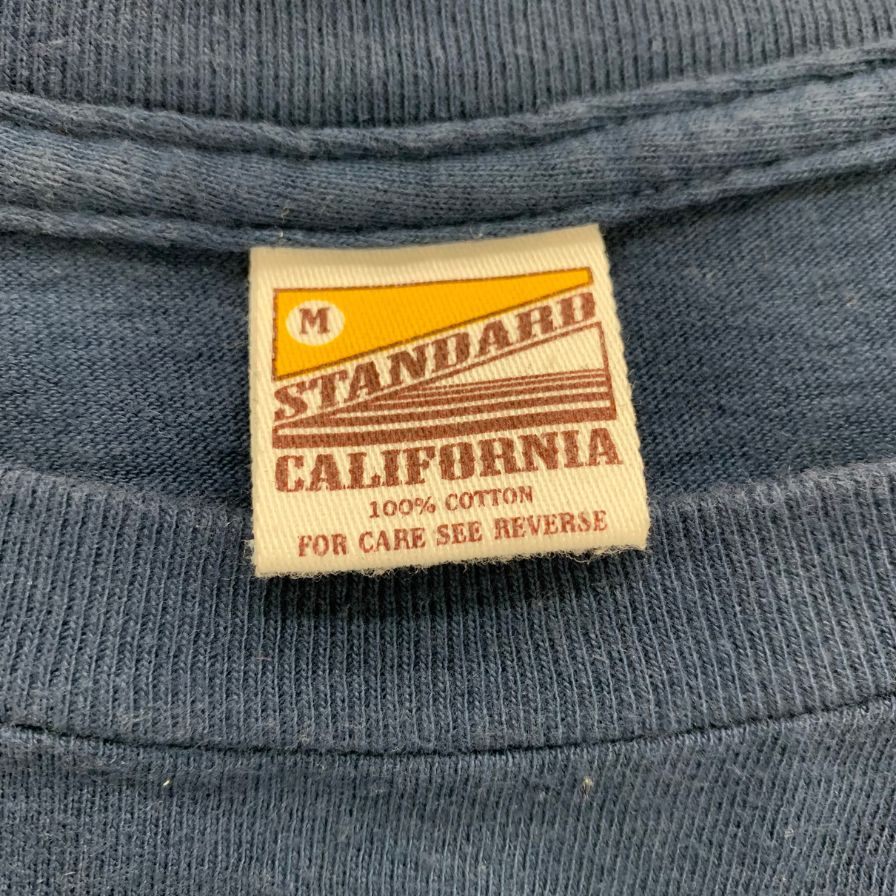 M
STANDARD
CALIFORNIA
100% COTTON
FOR CARE SEE REVERSE